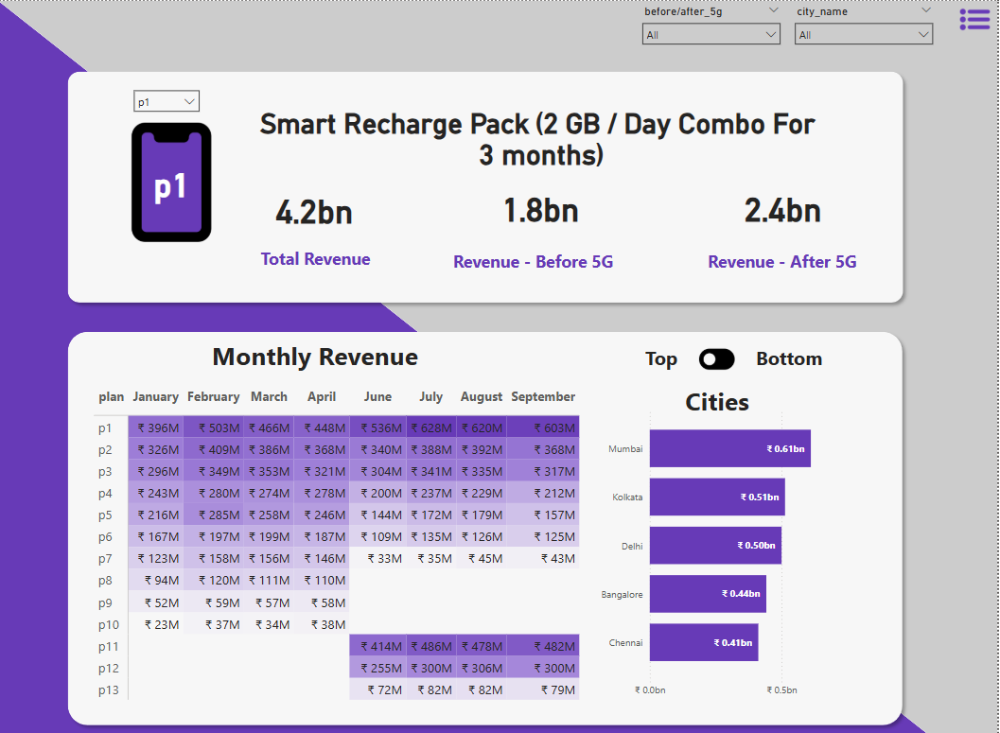 before/after_5g city_name
All All
p1
Smart Recharge Pack (2 GB / Day Combo For
3 months)
p1
4.2bn 1.8bn 2.4bn
Total Revenue Revenue - Before 5G Revenue - After 5G
Monthly Revenue
plan January February March April June July August September
p1 ₹ 396M ₹ 503M ₹ 466M ₹ 448M ₹ 536M ₹ 628M ₹ 620M ₹ 603M
p2 ₹ 326M ₹ 409M ₹ 386M ₹ 368M ₹ 340M ₹ 388M ₹ 392M ₹ 368M
p3 ₹ 296M ₹ 349M ₹ 353M ₹ 321M ₹ 304M ₹ 341M ₹ 335M ₹ 317M
p4 ₹ 243M ₹ 280M ₹ 274M ₹ 278M ₹ 200M ₹ 237M ₹ 229M ₹ 212M
p5 ₹ 216M ₹ 285M ₹ 258M ₹ 246M ₹ 144M ₹ 172M ₹ 179M ₹ 157M
p6 ₹ 167M ₹ 197M ₹ 199M ₹ 187M ₹ 109M ₹ 135M ₹ 126M ₹ 125M
p7 ₹ 123M ₹ 158M ₹ 156M ₹ 146M ₹ 33M ₹ 35M ₹ 45M ₹ 43M
p8 ₹ 94M ₹ 120M ₹ 111M ₹ 110M
p9 ₹ 52M ₹ 59M ₹ 57M ₹ 58M
p10 ₹ 23M ₹ 37M ₹ 34M ₹ 38M
p11 ₹ 414M ₹ 486M ₹ 478M ₹ 482M
p12 ₹ 255M ₹ 300M ₹ 306M ₹ 300M
p13 ₹ 72M ₹ 82M ₹ 82M ₹ 79M
Top Bottom
Cities
Mumbai ₹ 0.61bn
Kolkata ₹ 0.51bn
Delhi ₹ 0.50bn
Bangalore ₹ 0.44bn
Chennai ₹ 0.41bn
₹ 0.0bn ₹ 0.5bn